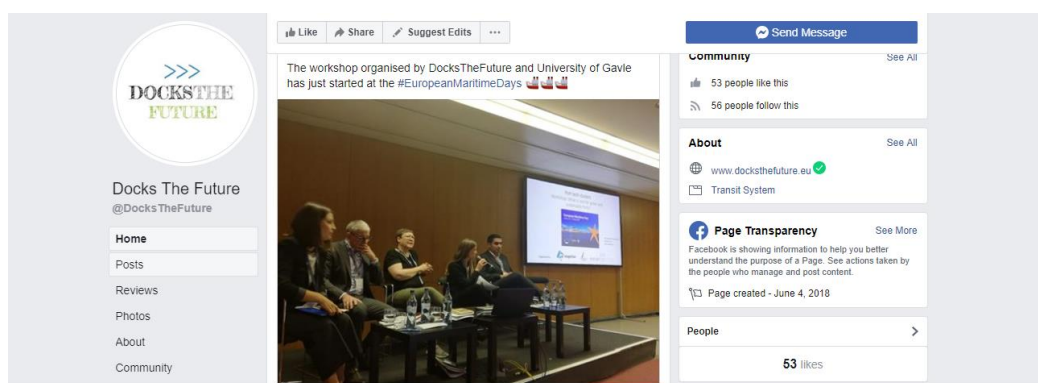 >>>
DOCKSTHE
FUTURE
Docks The Future
@DocksTheFuture
Home
Posts
Reviews
Photos
About
Community
Like
Share
Suggest Edits
...
The workshop organised by DocksTheFuture and University of Gavle
has just started at the #EuropeanMaritimeDays
Send Message
Community
See All
53 people like this
56 people follow this
About
See All
www.docksthefuture.eu
Transit System
Page Transparency
See More
Facebook is showing information to help you better
understand the purpose of a Page. See actions taken by
the people who manage and post content.
Page created - June 4, 2018
People
53 likes